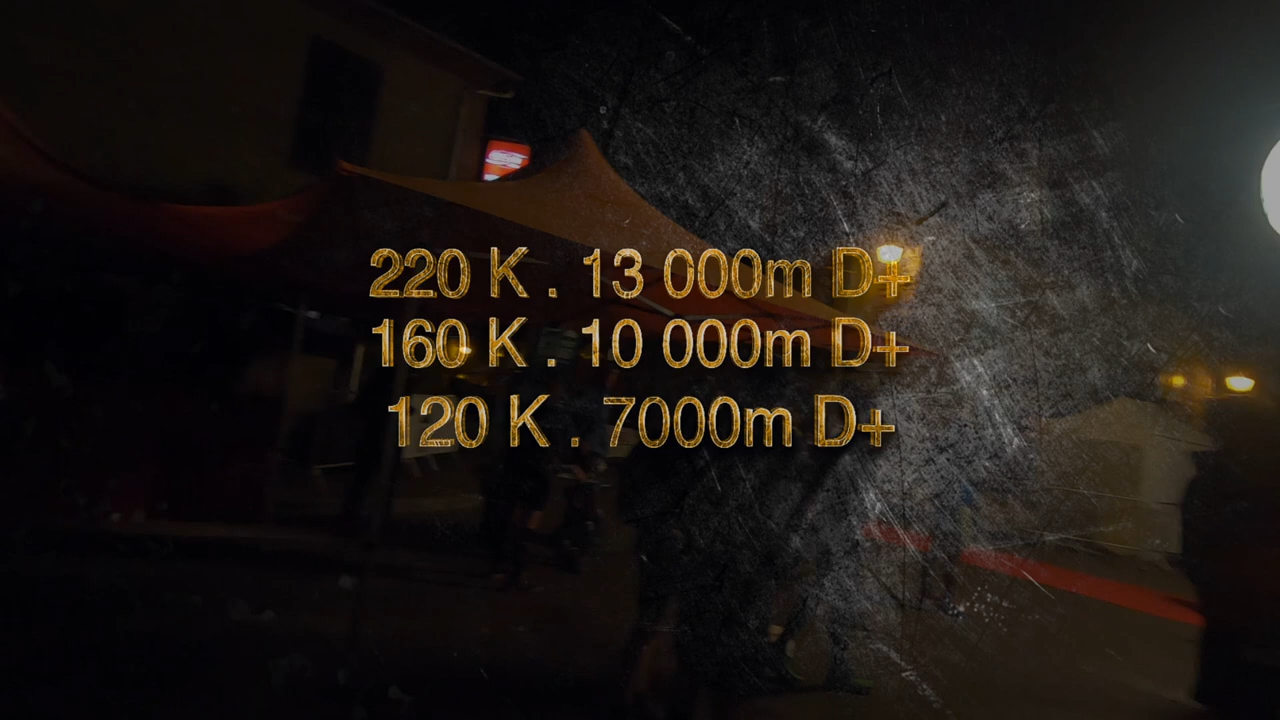 220 K . 13 000m D+
160 K . 10 000m D+
120 K . 7000m D+